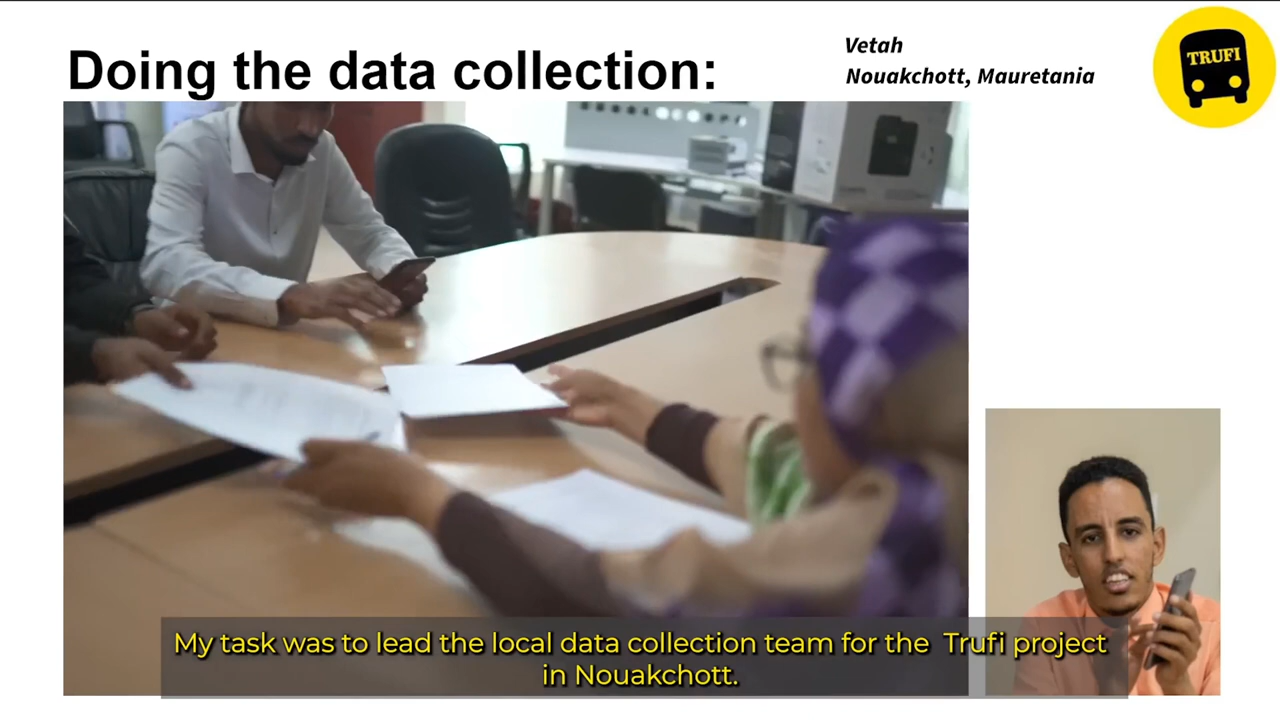 Doing the data collection:
Vetah
Nouakchott, Mauretania
TRUFI
My task was to lead the local data collection team for the  Trufi project
in Nouakchott.